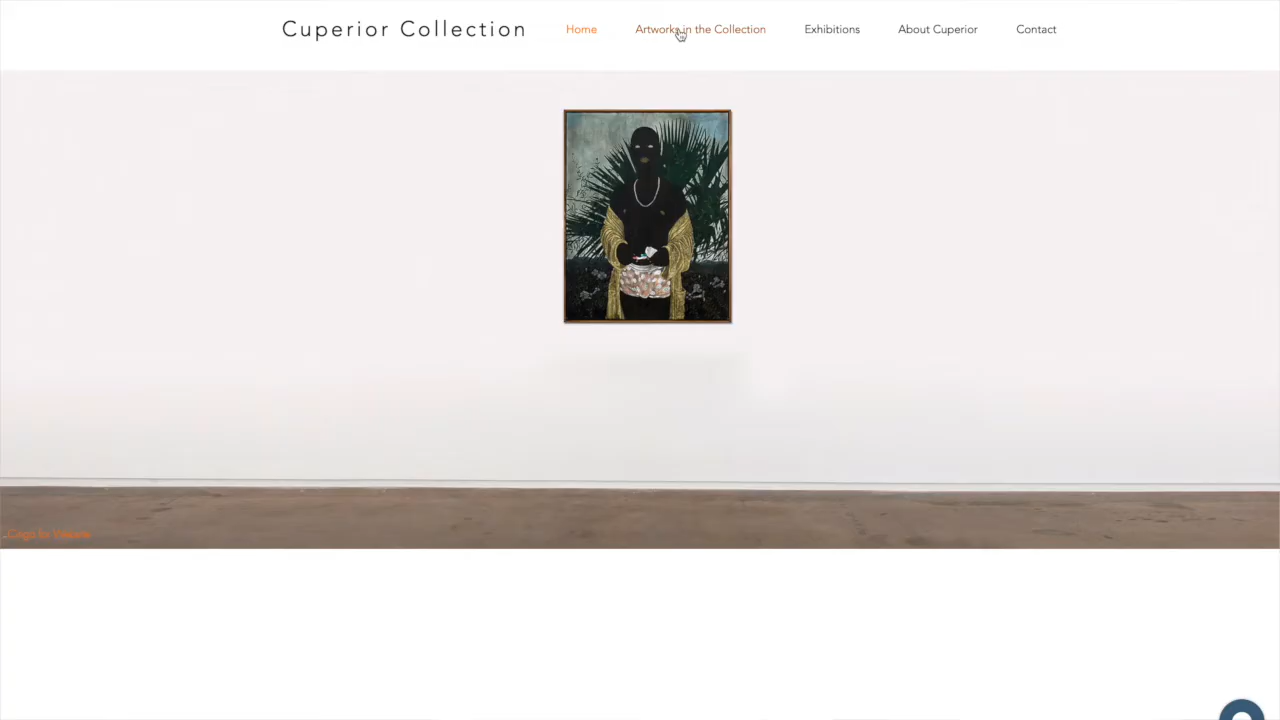 Cuperior Collection
Home
Artworks in the Collection
Exhibitions
About Cuperior
Contact